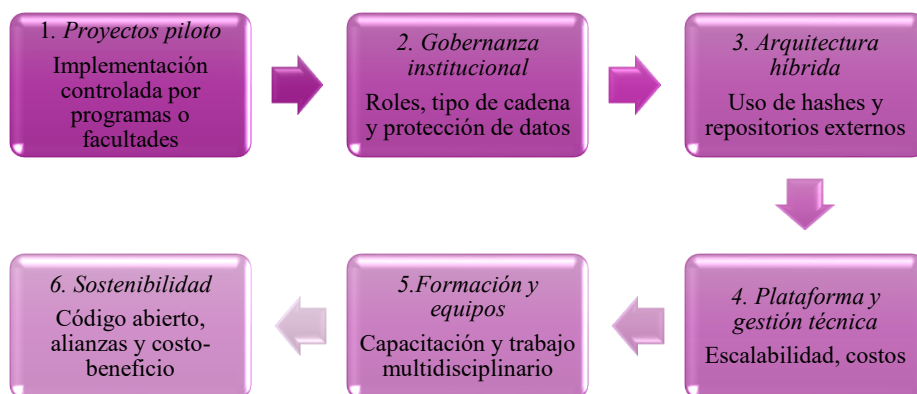 1. Proyectos piloto
Implementación
controlada por
programas o
facultades
2. Gobernanza
institucional
Roles, tipo de cadena
y protección de datos
3. Arquitectura
híbrida
Uso de hashes y
repositorios externos
4. Plataforma y
gestión técnica
Escalabilidad, costos
5.Formación y
equipos
Capacitación y trabajo
multidisciplinario
6. Sostenibilidad
Código abierto,
alianzas y costo-
beneficio